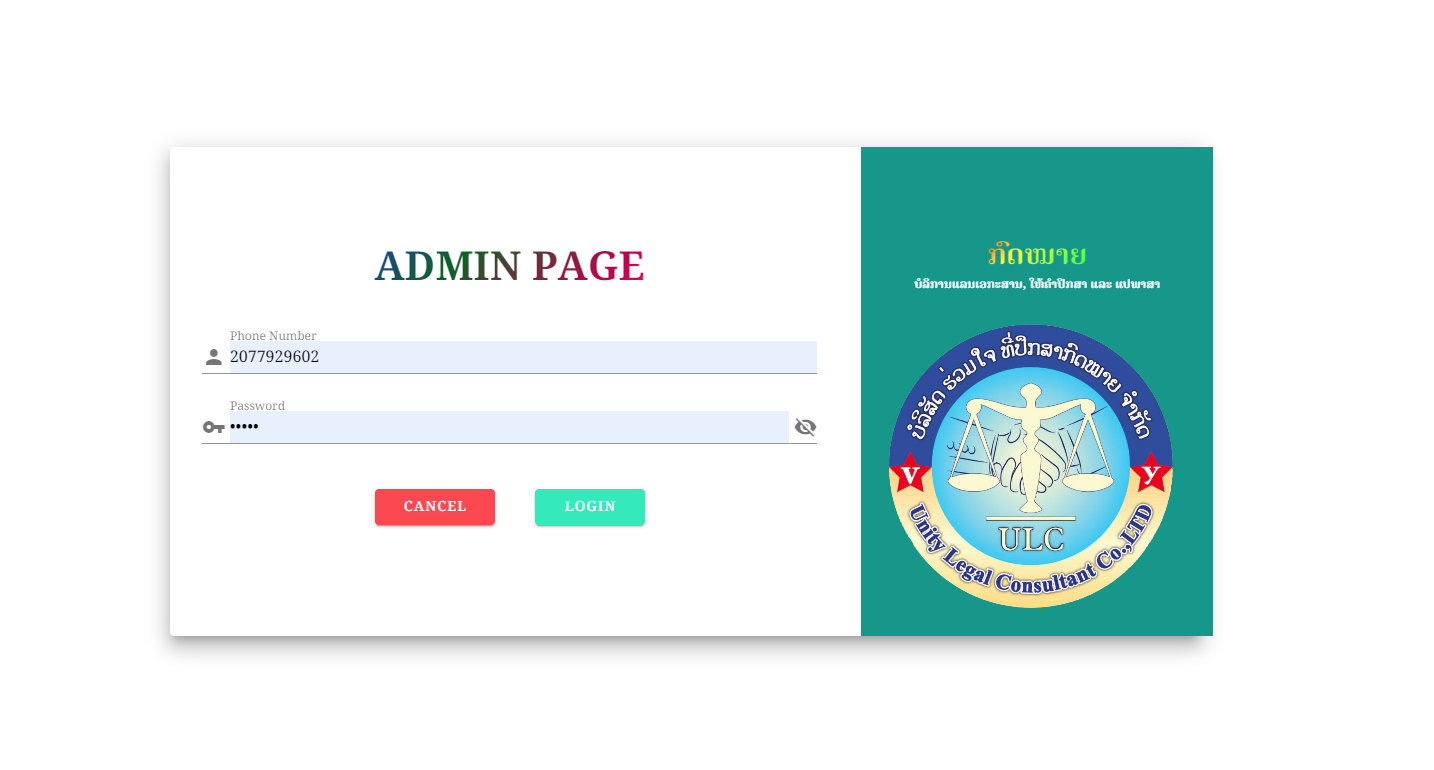 ADMIN PAGE
Phone Number
2077929602
Password
•••••
CANCEL
LOGIN
ກົດໝາຍ
ບໍລິການແລນເອກະສານ, ໃຫ້ຄຳປຶກສາ ແລະ ແປພາສາ
ບໍລິສັດ ຮ່ວມໃຈ ທີ່ປຶກສາກົດໝາຍ ຈຳກັດ
V
y
ULC
Unity Legal Consultant Co.,LTD